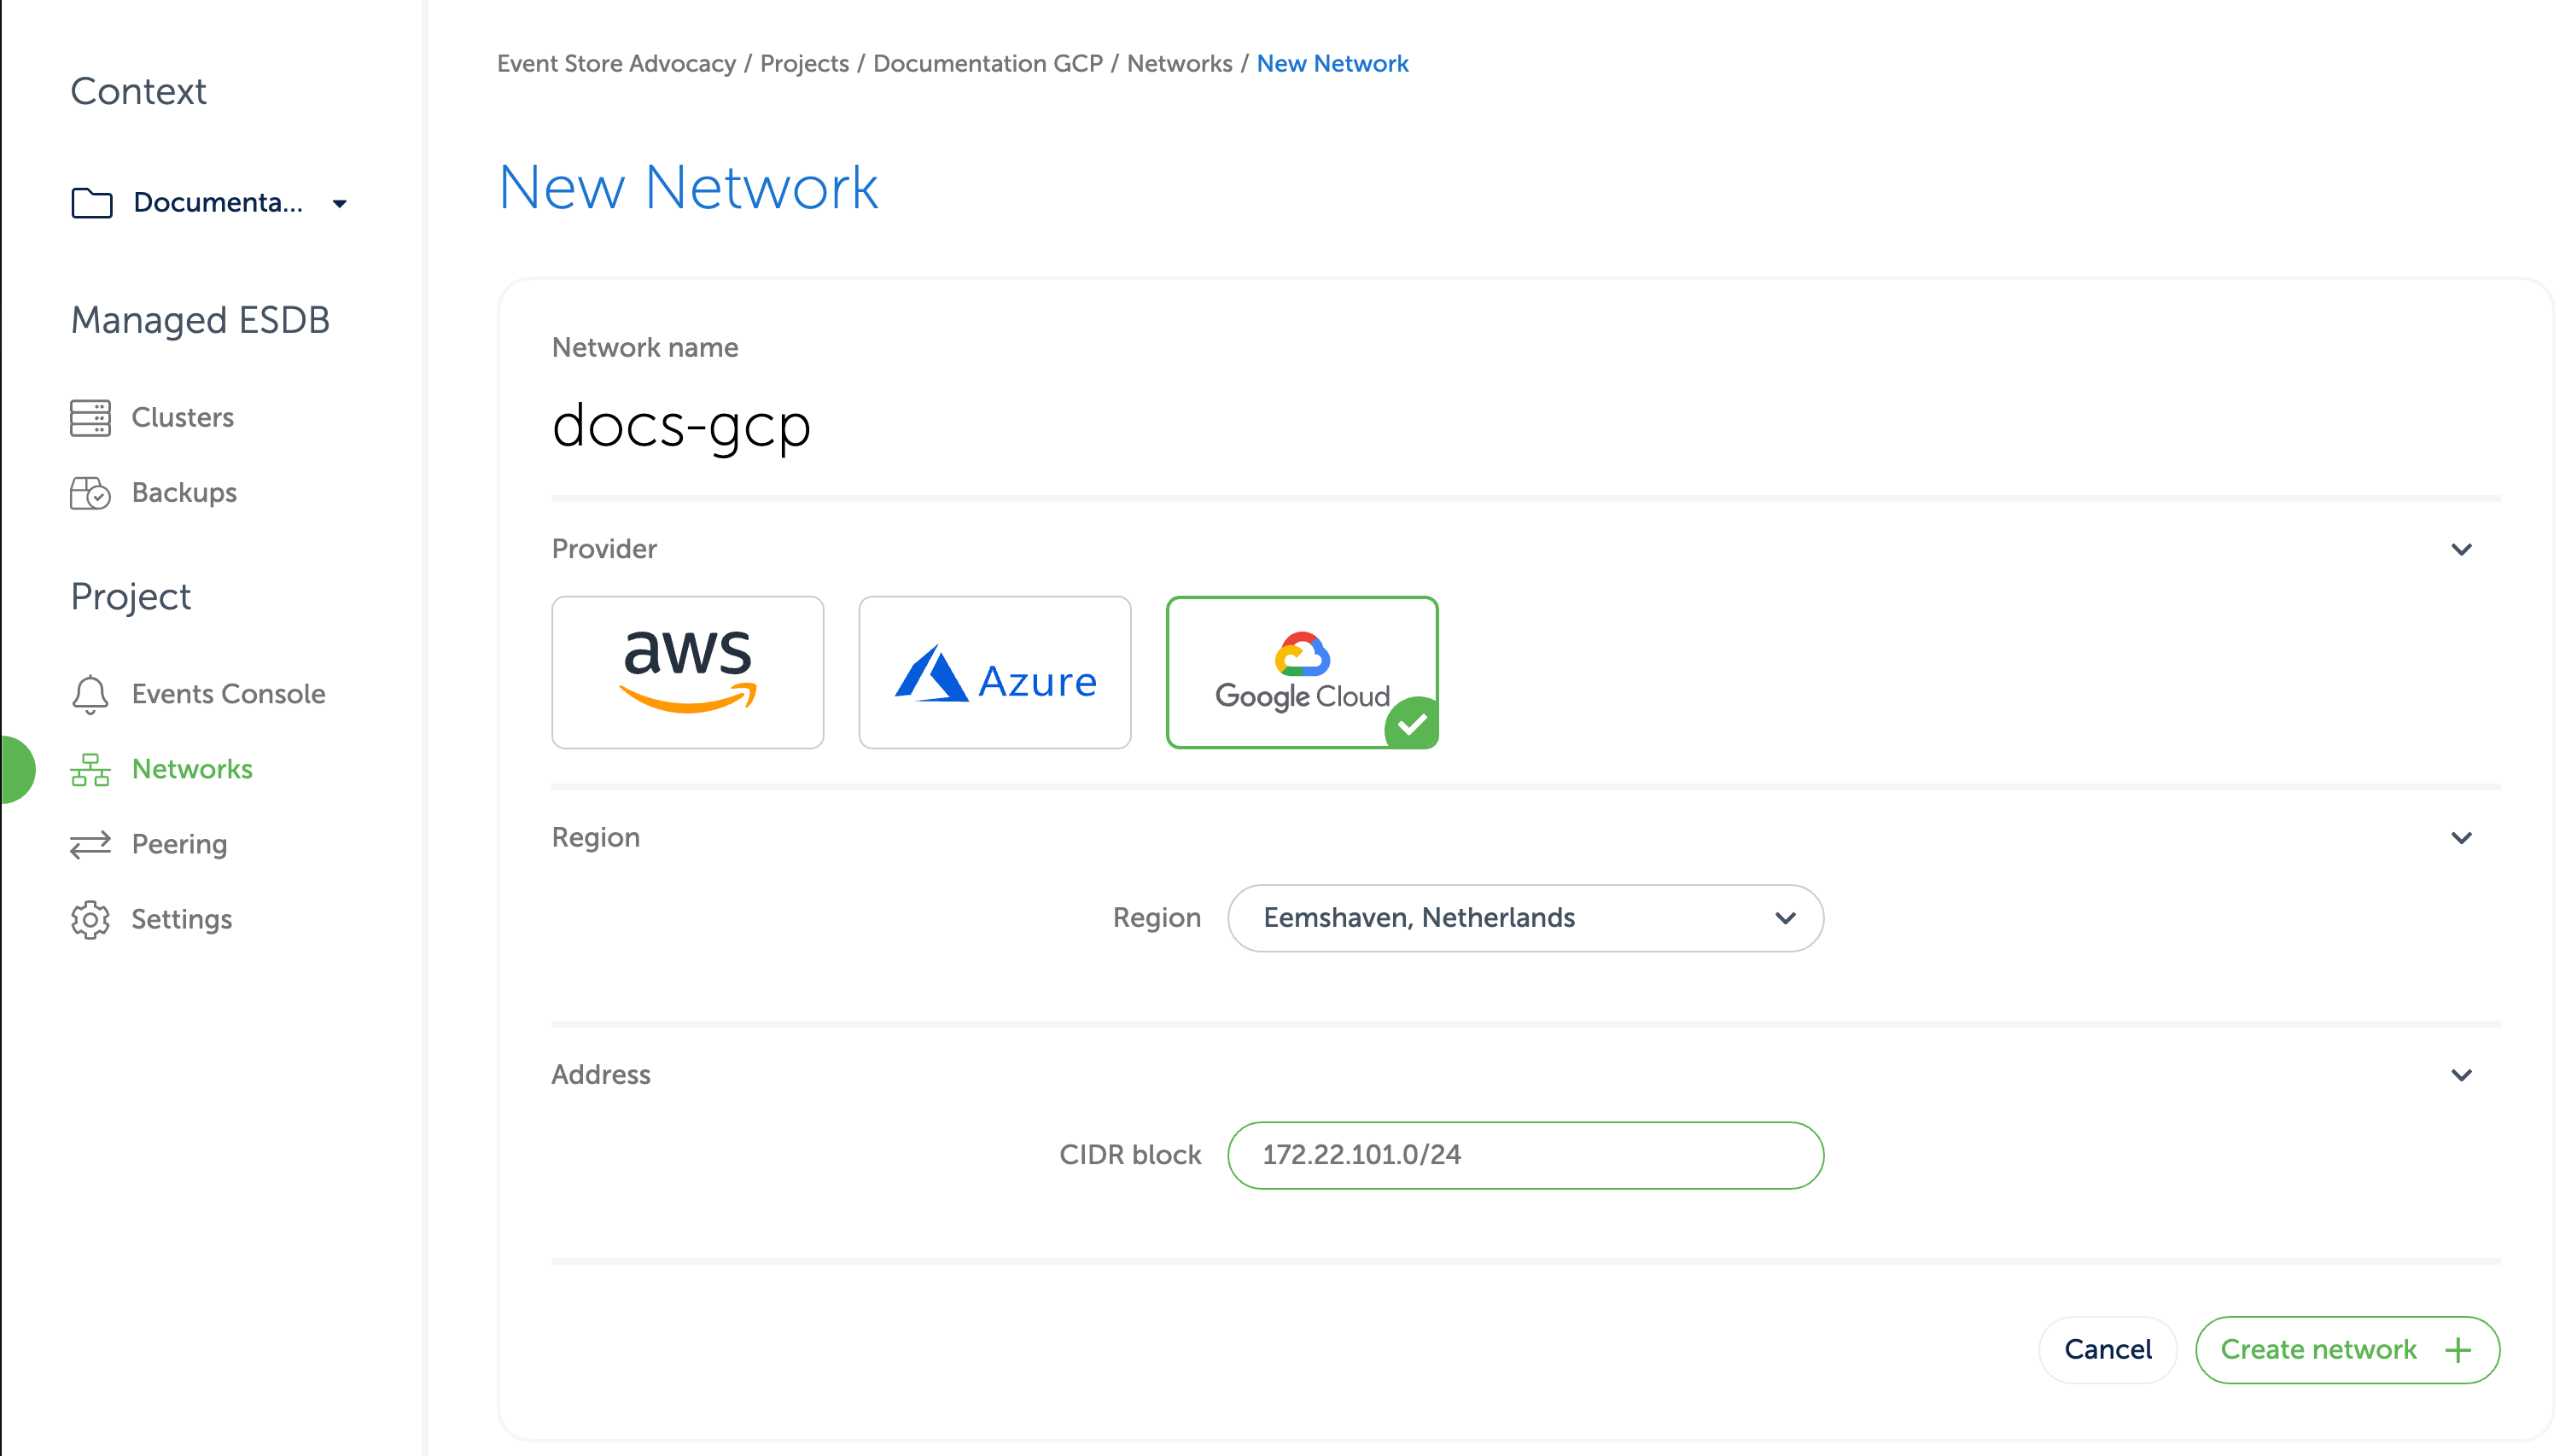 Context
Documenta...
Managed ESDB
Clusters
Backups
Project
Events Console
Networks
Peering
Settings
Event Store Advocacy / Projects / Documentation GCP / Networks / New Network
New Network
Network name
docs-gcp
Provider
aws
Azure
Google Cloud
Region
Region Eemshaven, Netherlands
Address
CIDR block 172.22.101.0/24
Cancel Create network +